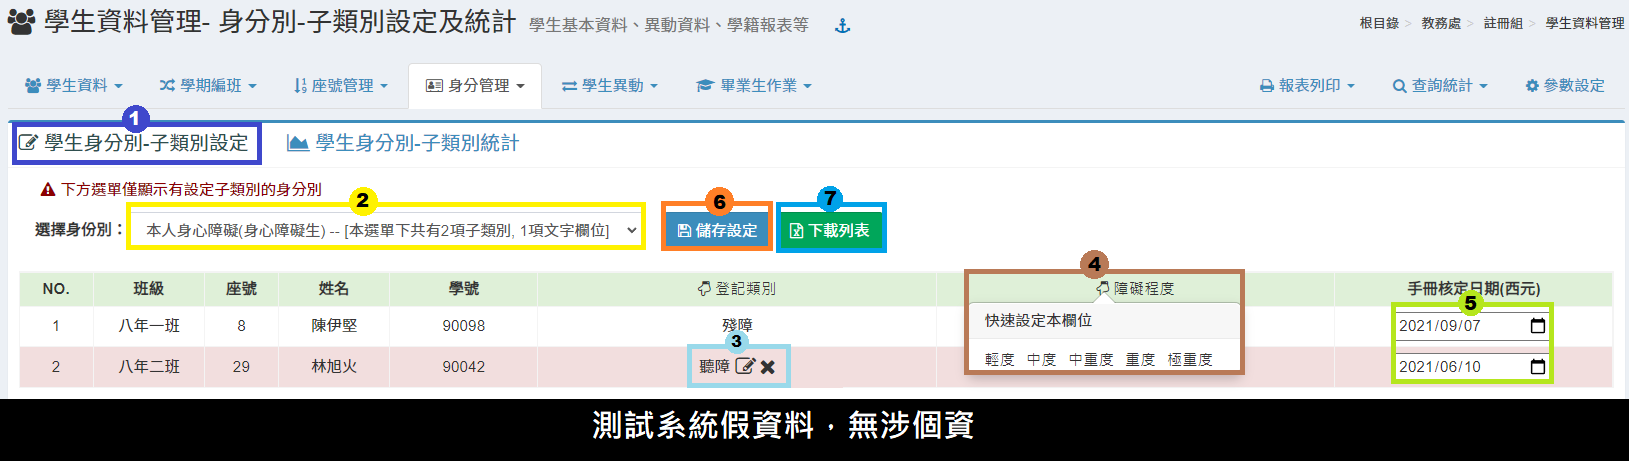 學生資料管理- 身分別-子類別設定及統計 學生基本資料、異動資料、學籍報表等
根目錄 > 教務處 > 註冊組 > 學生資料管理
學生資料 學期編班 座號管理 身分管理 學生異動 畢業生作業 報表列印 查詢統計 參數設定
1
學生身分別-子類別設定 學生身分別-子類別統計
下方選單僅顯示有設定子類別的身分別
2 6 7
選擇身份別： 本人身心障礙(身心障礙生) -- [本選單下共有2項子類別, 1項文字欄位] 儲存設定 下載列表
4
NO. 班級 座號 姓名 學號 登記類別 障礙程度 手冊核定日期(西元)
5
1 八年一班 8 陳伊堅 90098 殘障 快速設定本欄位 2021/09/07
3
2 八年二班 29 林旭火 90042 聽障 輕度 中度 中重度 重度 極重度 2021/06/10
測試系統假資料，無涉個資